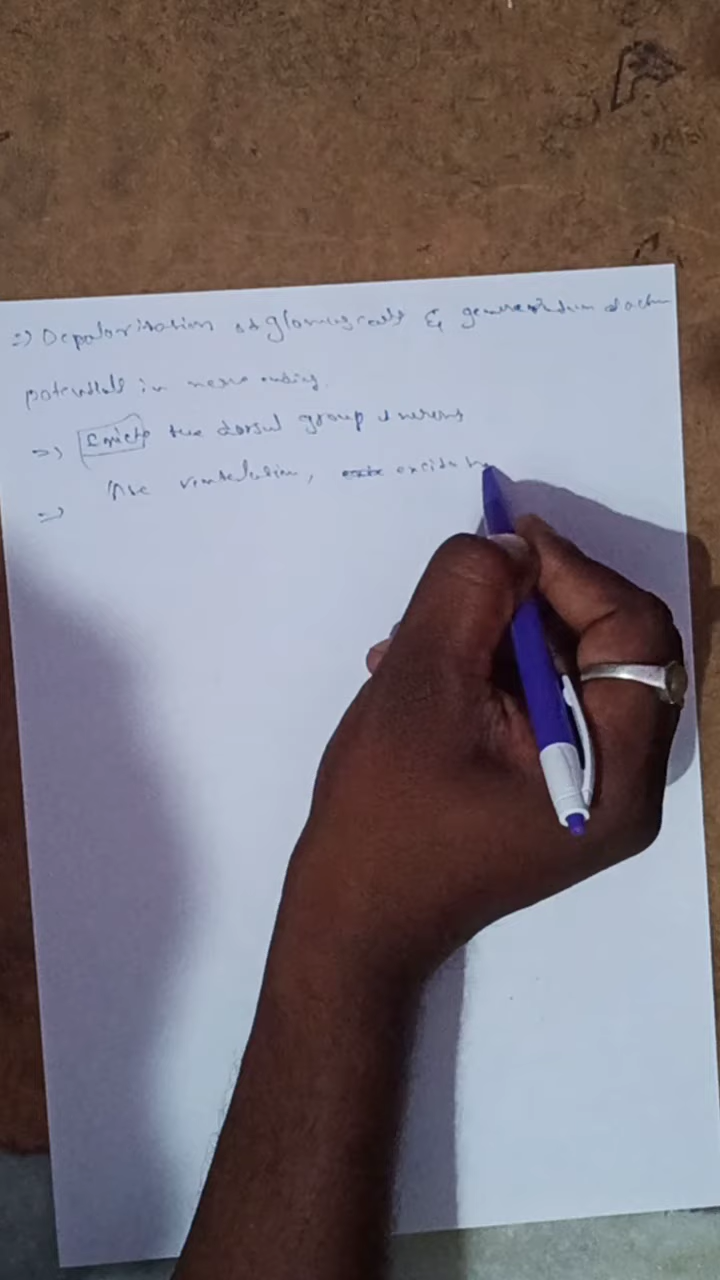 =) Depolarisation of glomus cells & generation of action
potentials in nerve ending.
=> Excite the dorsal group of neurons
=> The ventilation, excita